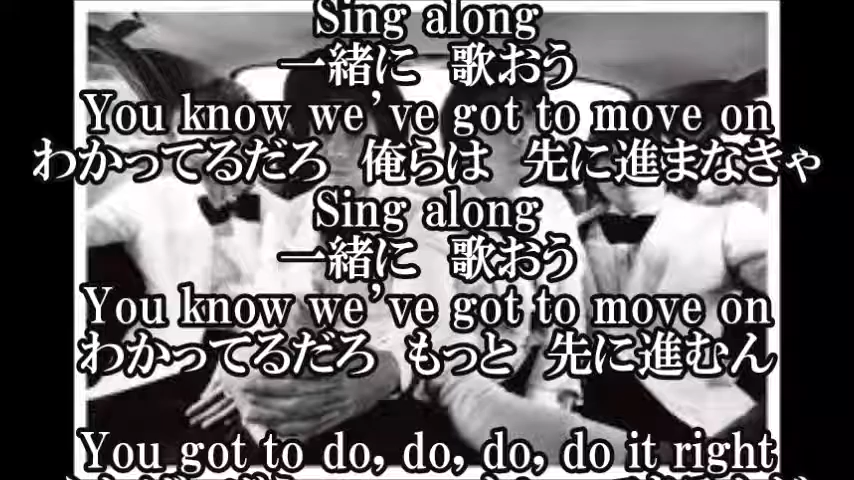 Sing along
一緒に　歌おう
You know we've got to move on
わかってるだろ　俺らは　先に進まなきゃ
Sing along
一緒に　歌おう
You know we've got to move on
わかってるだろ　もっと　先に進むん
You got to do, do, do, do it right